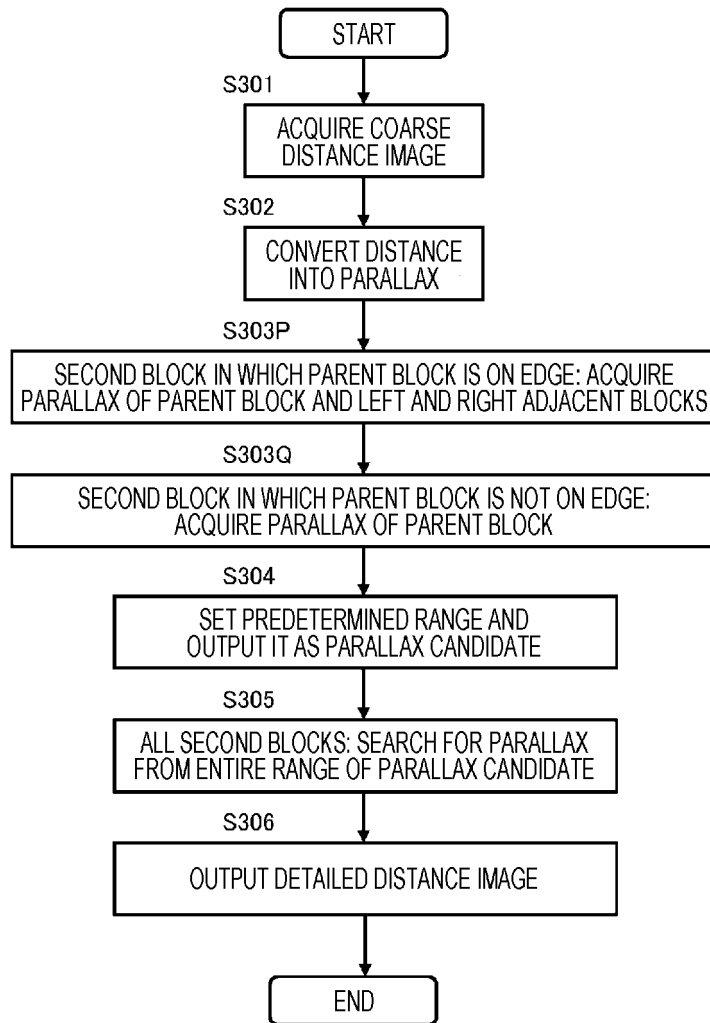 START
S301
ACQUIRE COARSE
DISTANCE IMAGE
S302
CONVERT DISTANCE
INTO PARALLAX
S303P
SECOND BLOCK IN WHICH PARENT BLOCK IS ON EDGE: ACQUIRE
PARALLAX OF PARENT BLOCK AND LEFT AND RIGHT ADJACENT BLOCKS
S303Q
SECOND BLOCK IN WHICH PARENT BLOCK IS NOT ON EDGE:
ACQUIRE PARALLAX OF PARENT BLOCK
S304
SET PREDETERMINED RANGE AND
OUTPUT IT AS PARALLAX CANDIDATE
S305
ALL SECOND BLOCKS: SEARCH FOR PARALLAX
FROM ENTIRE RANGE OF PARALLAX CANDIDATE
S306
OUTPUT DETAILED DISTANCE IMAGE
END